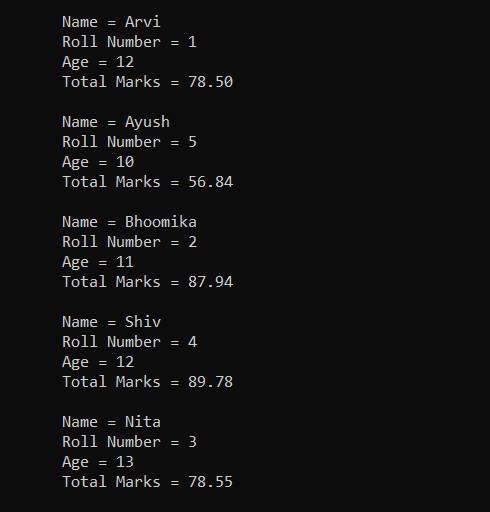 Name = Arvi
Roll Number = 1
Age = 12
Total Marks = 78.50
Name = Ayush
Roll Number = 5
Age = 10
Total Marks = 56.84
Name = Bhoomika
Roll Number = 2
Age = 11
Total Marks = 87.94
Name = Shiv
Roll Number = 4
Age = 12
Total Marks = 89.78
Name = Nita
Roll Number = 3
Age = 13
Total Marks = 78.55